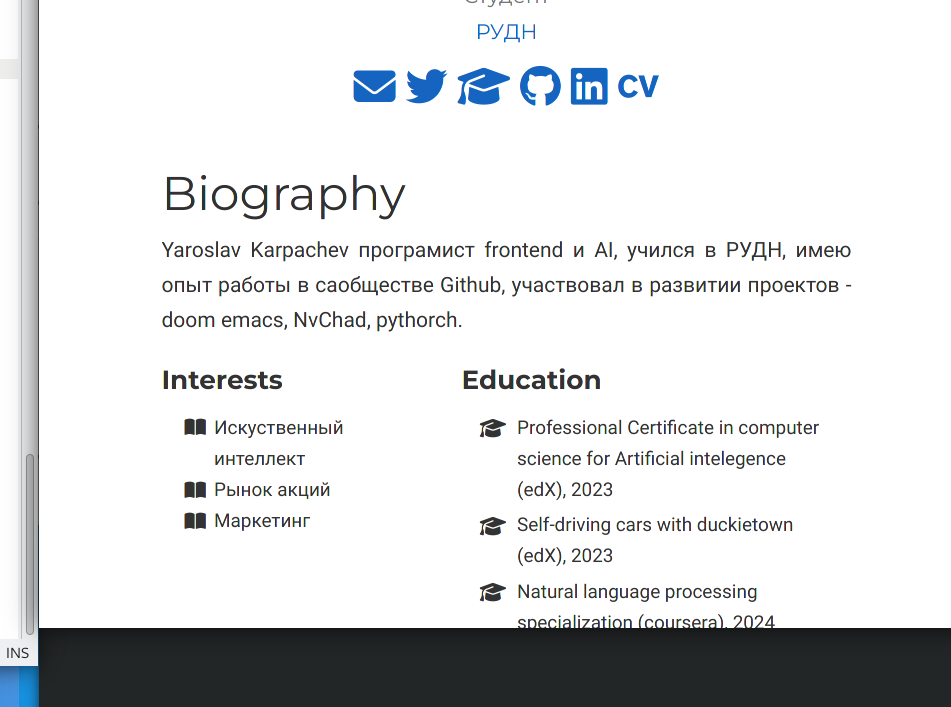 Студент
РУДН
CV
Biography
Yaroslav Karpachev програмист frontend и AI, учился в РУДН, имею
опыт работы в саобществе Github, участвовал в развитии проектов -
doom emacs, NvChad, pythorch.
Interests
Искуственный
интеллект
Рынок акций
Маркетинг
Education
Professional Certificate in computer
science for Artificial intelegence
(edX), 2023
Self-driving cars with duckietown
(edX), 2023
Natural language processing
specialization (coursera), 2024
INS